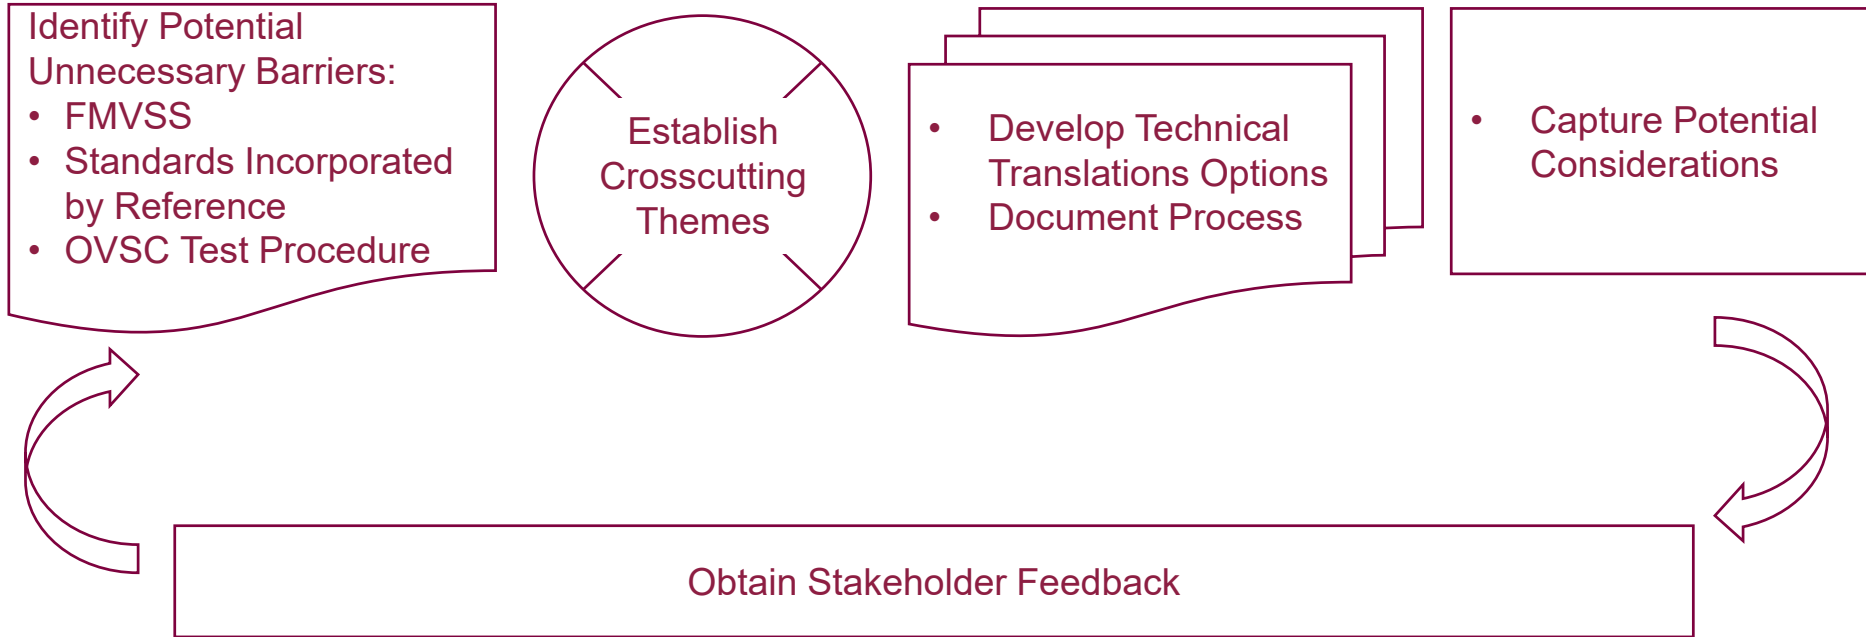 Identify Potential
Unnecessary Barriers:
• FMVSS
• Standards Incorporated
by Reference
• OVSC Test Procedure
Establish
Crosscutting
Themes
• Develop Technical
Translations Options
• Document Process
• Capture Potential
Considerations
Obtain Stakeholder Feedback